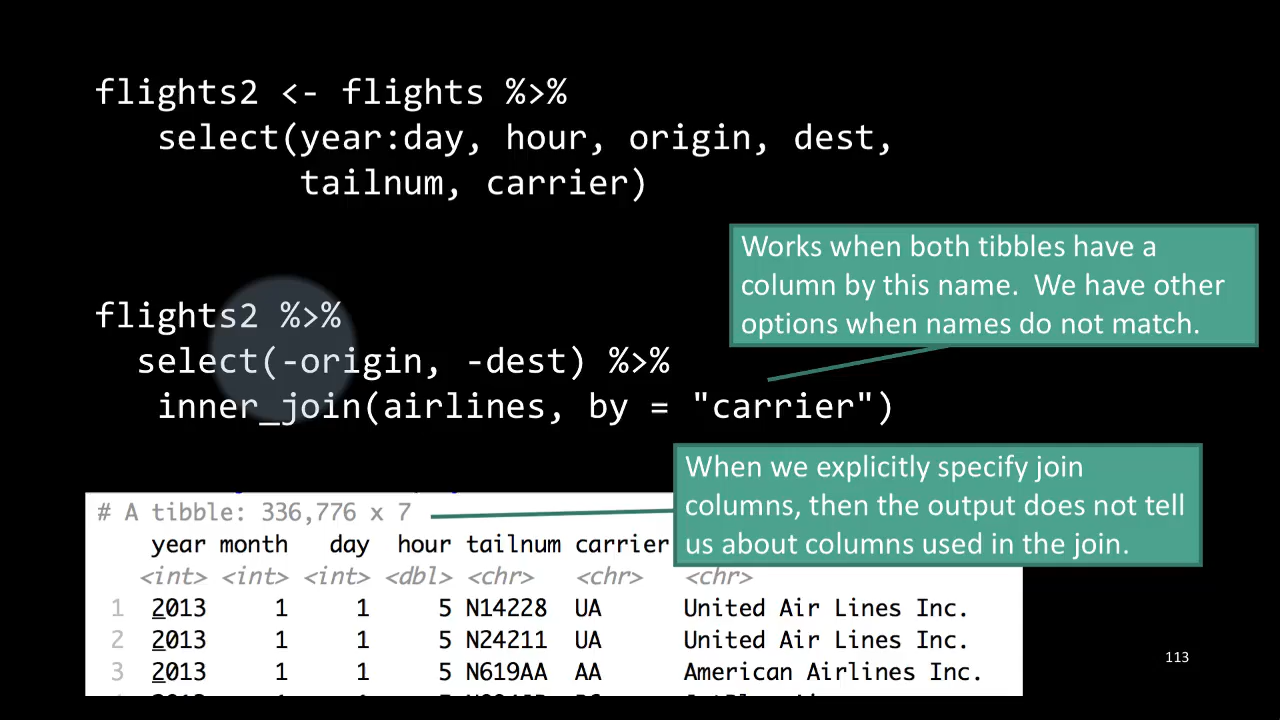 flights2 <- flights %>%
select(year:day, hour, origin, dest,
tailnum, carrier)
Works when both tibbles have a
column by this name. We have other
options when names do not match.
flights2 %>%
select(-origin, -dest) %>%
inner_join(airlines, by = "carrier")
When we explicitly specify join
columns, then the output does not tell
us about columns used in the join.
# A tibble: 336,776 x 7
year month day hour tailnum carrier
<int> <int> <int> <dbl> <chr> <chr> <chr>
1 2013 1 1 5 N14228 UA United Air Lines Inc.
2 2013 1 1 5 N24211 UA United Air Lines Inc.
3 2013 1 1 5 N619AA AA American Airlines Inc.
113